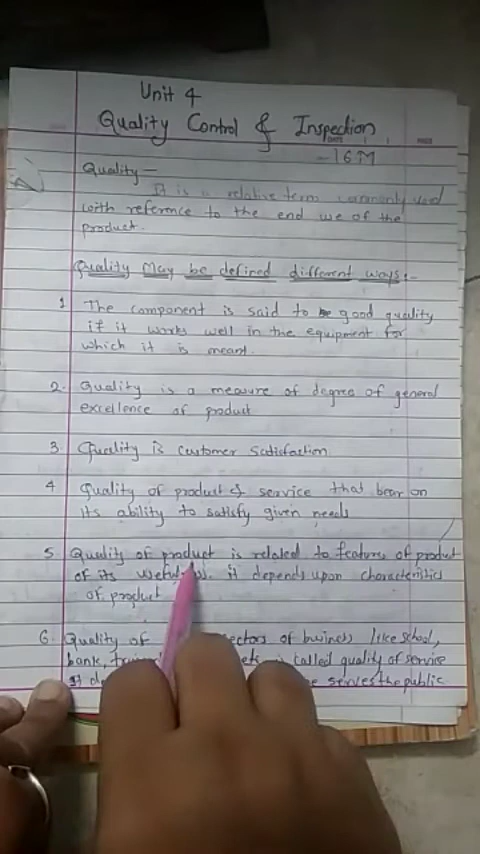 Unit 4
Quality Control & Inspection
-16M
Quality -
It is a relative term commonly used
with reference to the end use of the
product.
Quality May be defined different ways:-
1 The component is said to be good quality
if it works well in the equipment for
which it is meant.
2. Quality is a measure of degree of general
excellence of product
3 Quality is customer satisfaction
4 Quality of product & service that bear on
its ability to satisfy given needs
5. Quality of product is related to feature of product
of its it depends upon characteristics
of product
6. Quality of sectors of business like school,
bank, called quality of service
serves the public